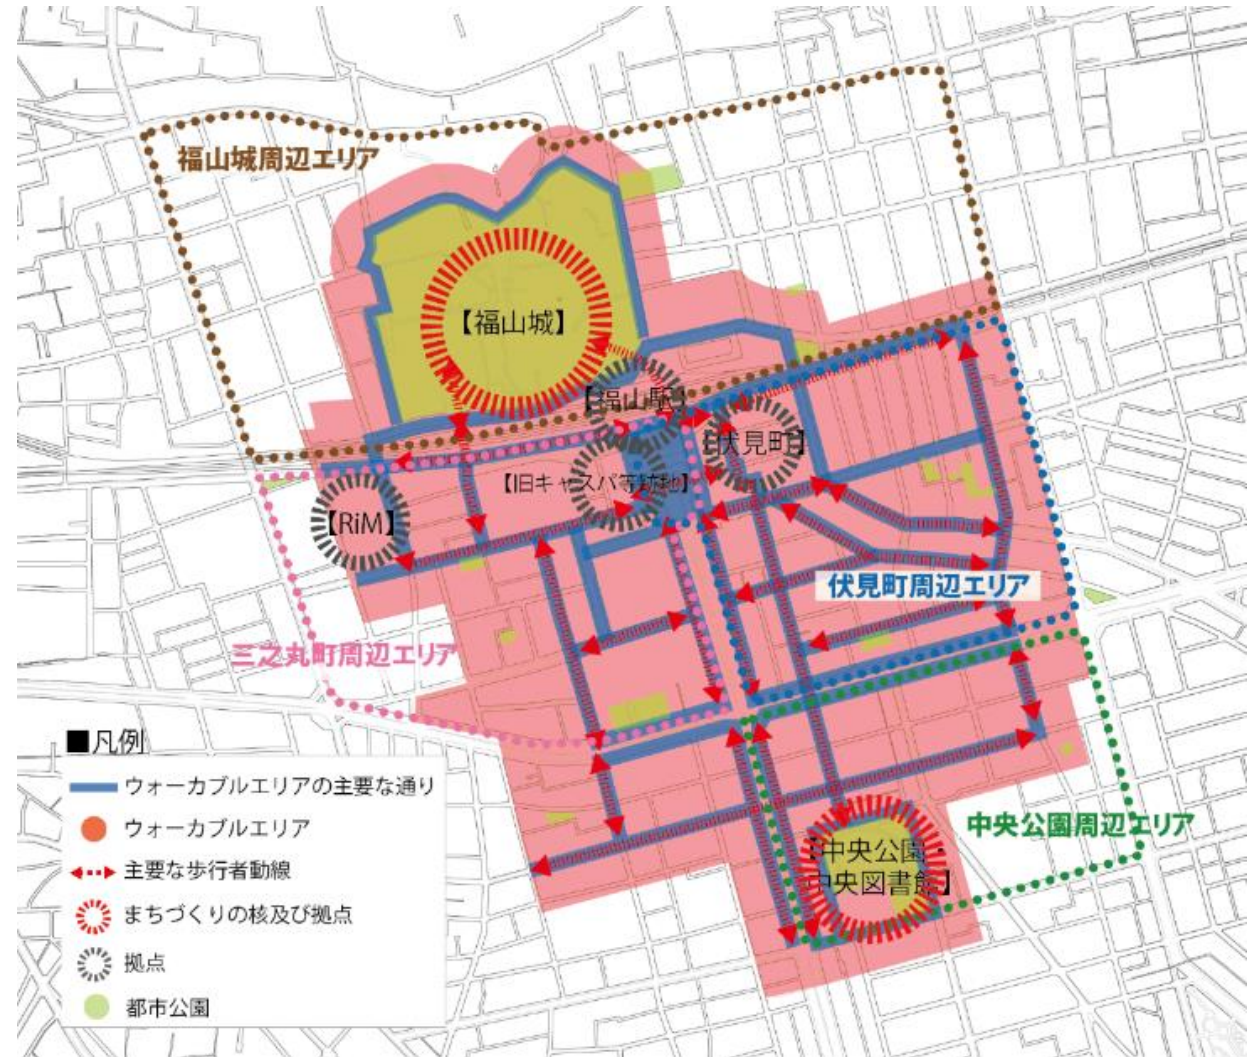 福山城周辺エリア
【福山城】
【福山駅】
【伏見町】
【旧キャスパ等跡地】
【RiM】
伏見町周辺エリア
三之丸町周辺エリア
■凡例
ウォーカブルエリアの主要な通り
ウォーカブルエリア
主要な歩行者動線
まちづくりの核及び拠点
拠点
都市公園
中央公園周辺エリア
【中央公園・
中央図書館】